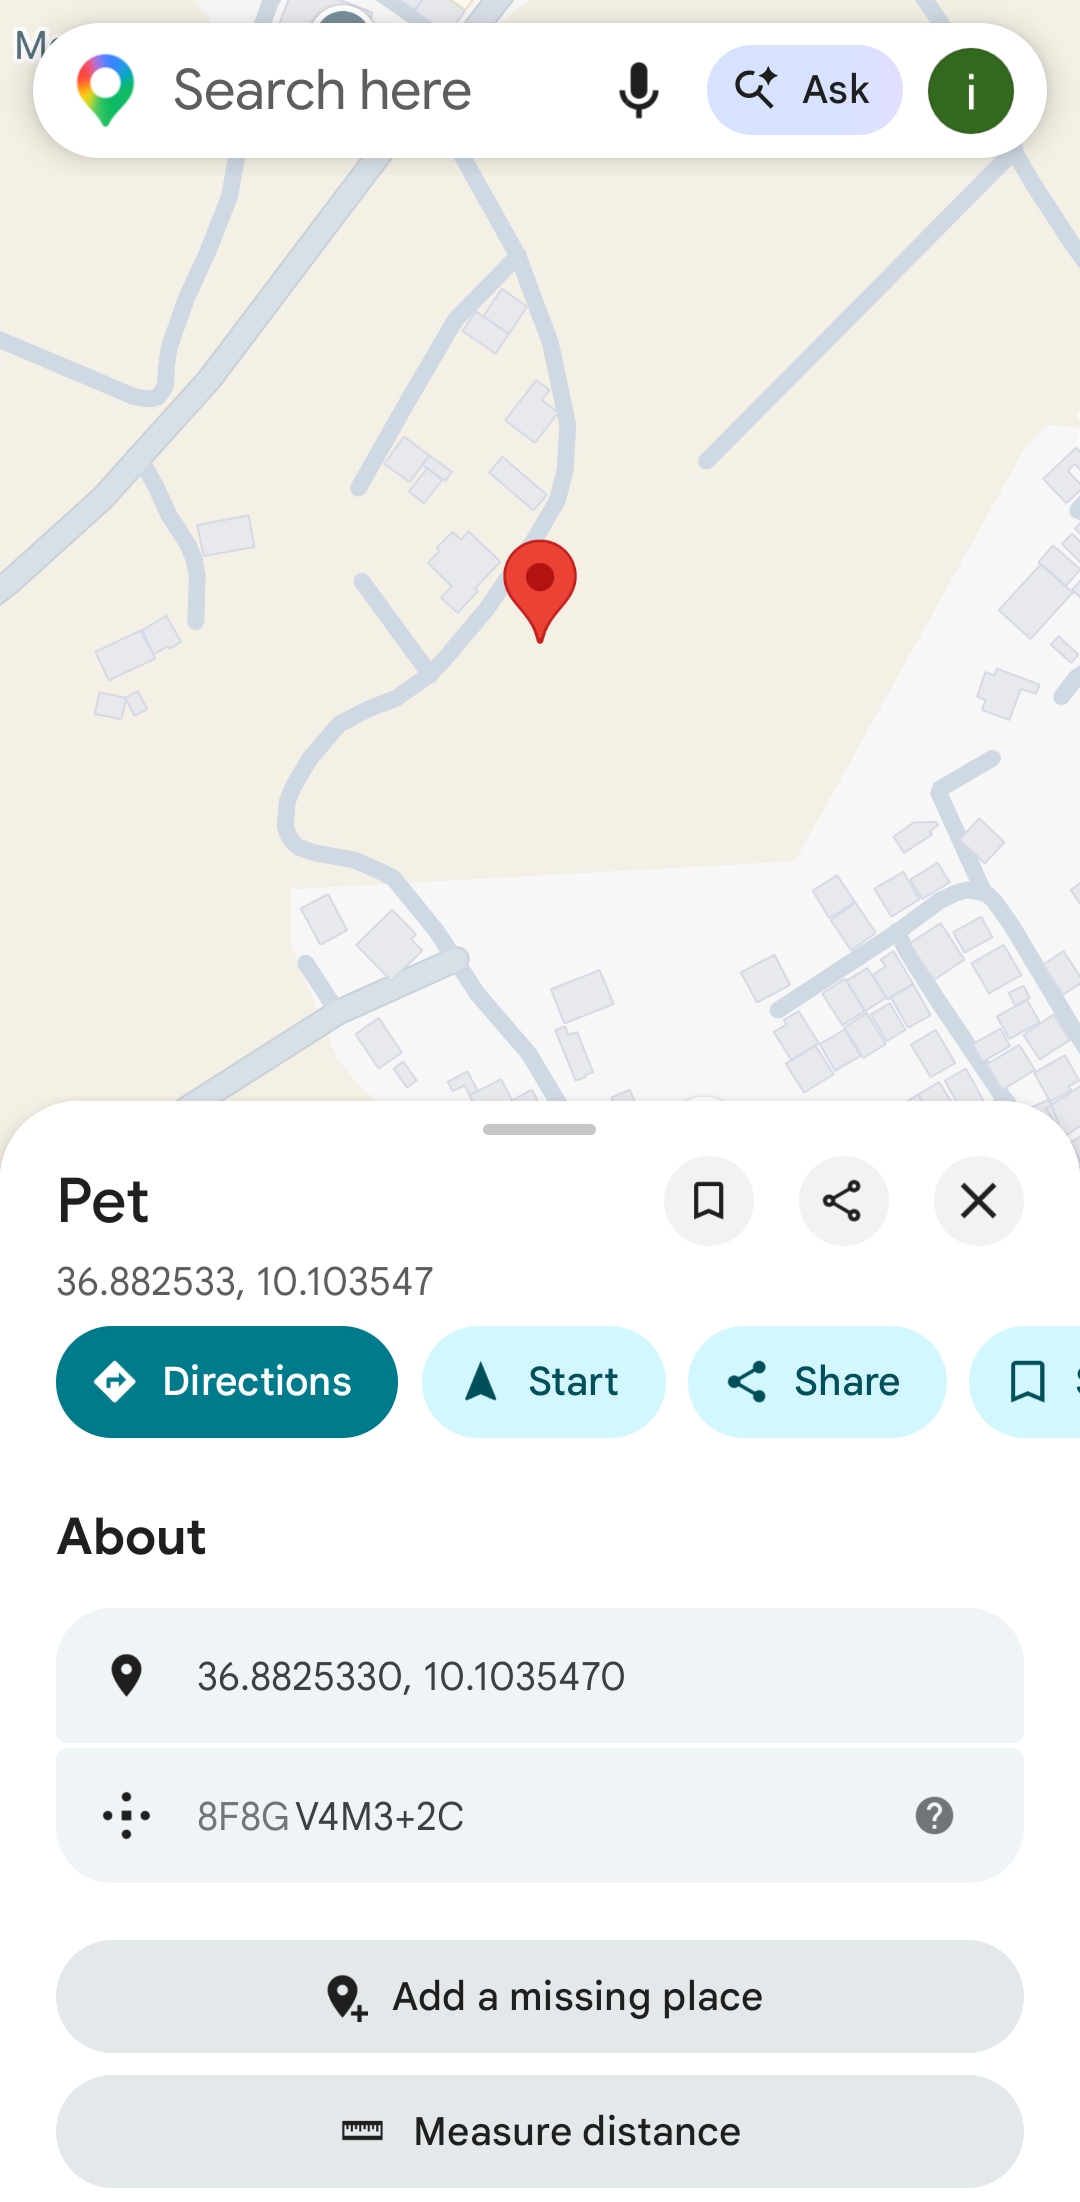 Search here
Ask
i
Pet
36.882533, 10.103547
Directions
Start
Share
About
36.8825330, 10.1035470
8F8G V4M3+2C
Add a missing place
Measure distance